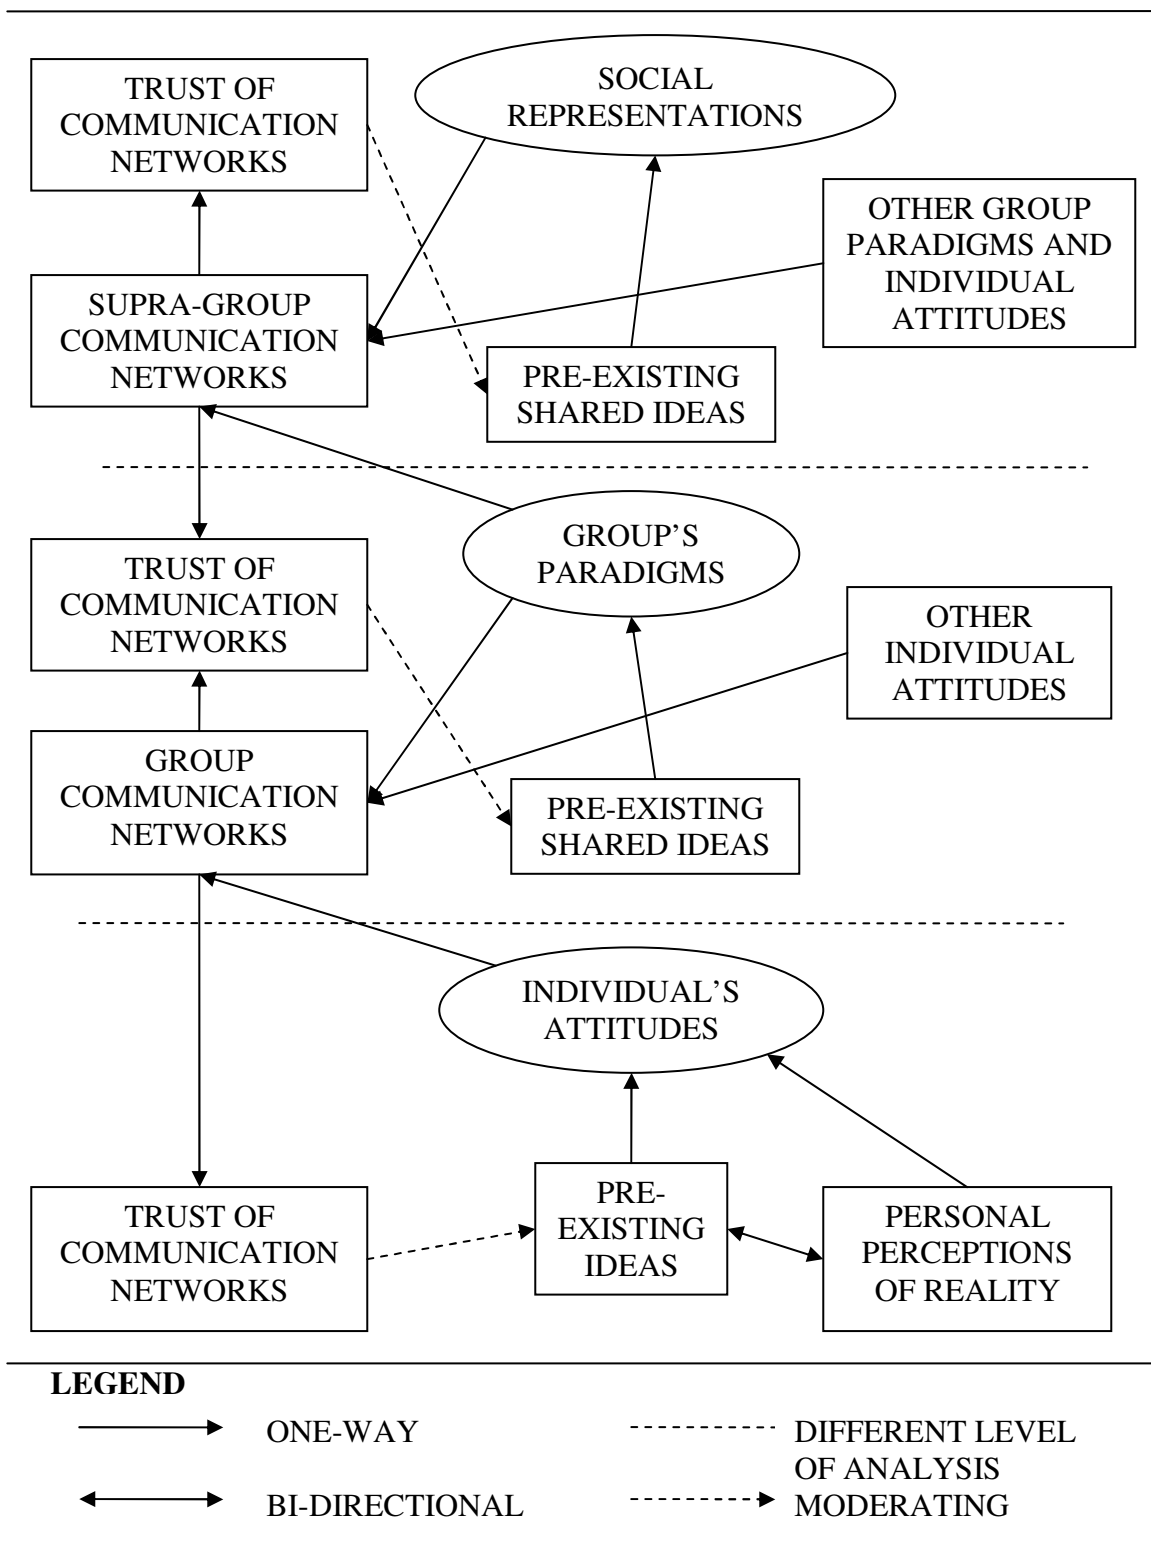 TRUST OF
COMMUNICATION
NETWORKS
SOCIAL
REPRESENTATIONS
OTHER GROUP
PARADIGMS AND
INDIVIDUAL
ATTITUDES
SUPRA-GROUP
COMMUNICATION
NETWORKS
PRE-EXISTING
SHARED IDEAS
GROUP’S
PARADIGMS
TRUST OF
COMMUNICATION
NETWORKS
OTHER
INDIVIDUAL
ATTITUDES
GROUP
COMMUNICATION
NETWORKS
PRE-EXISTING
SHARED IDEAS
INDIVIDUAL’S
ATTITUDES
TRUST OF
COMMUNICATION
NETWORKS
PRE-
EXISTING
IDEAS
PERSONAL
PERCEPTIONS
OF REALITY
LEGEND
ONE-WAY
DIFFERENT LEVEL
OF ANALYSIS
BI-DIRECTIONAL
MODERATING